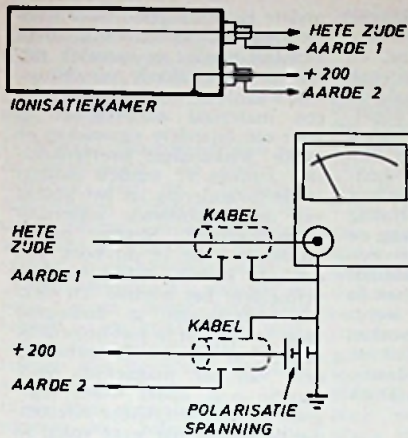 HETE ZIJDE
AARDE 1
+200
AARDE 2
IONISATIEKAMER
KABEL
HETE
ZIJDE
AARDE 1
KABEL
+200
AARDE 2
POLARISATIE
SPANNING